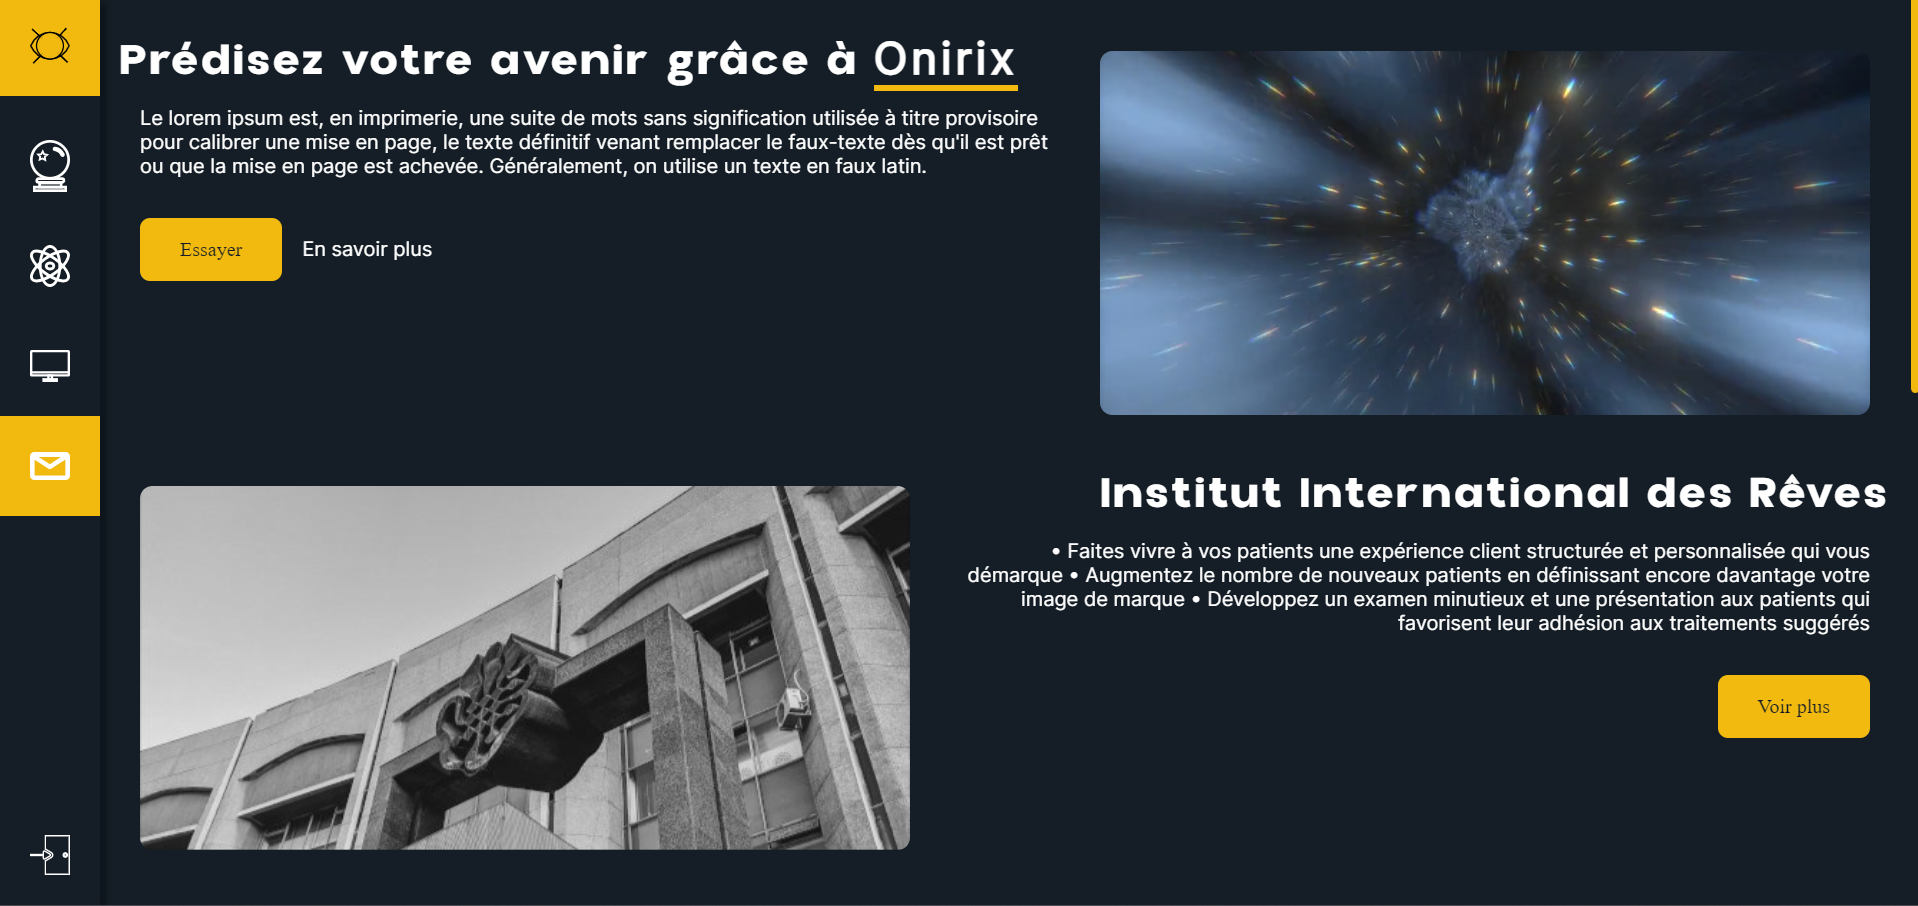 Prédisez votre avenir grâce à Onirix
Le lorem ipsum est, en imprimerie, une suite de mots sans signification utilisée à titre provisoire
pour calibrer une mise en page, le texte définitif venant remplacer le faux-texte dès qu'il est prêt
ou que la mise en page est achevée. Généralement, on utilise un texte en faux latin.
Essayer
En savoir plus
Institut International des Rêves
• Faites vivre à vos patients une expérience client structurée et personnalisée qui vous
démarque • Augmentez le nombre de nouveaux patients en définissant encore davantage votre
image de marque • Développez un examen minutieux et une présentation aux patients qui
favorisent leur adhésion aux traitements suggérés
Voir plus